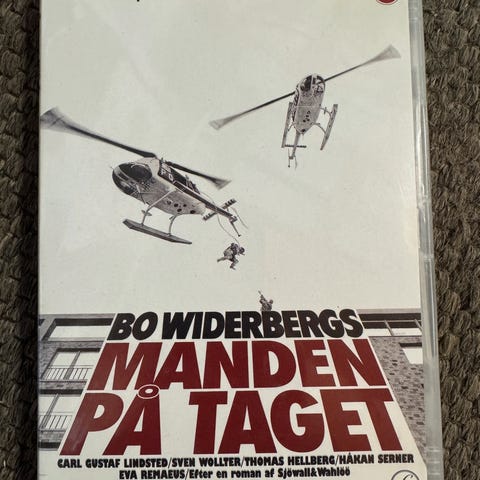 BO WIDERBERGS
MANDEN
PÅ TAGET
CARL GUSTAF LINDSTED/SVEN WOLLTER/THOMAS HELLBERG/HÅKAN SERNER
EVA REMAEUS/Efter en roman af Sjöwall&Wahlöö